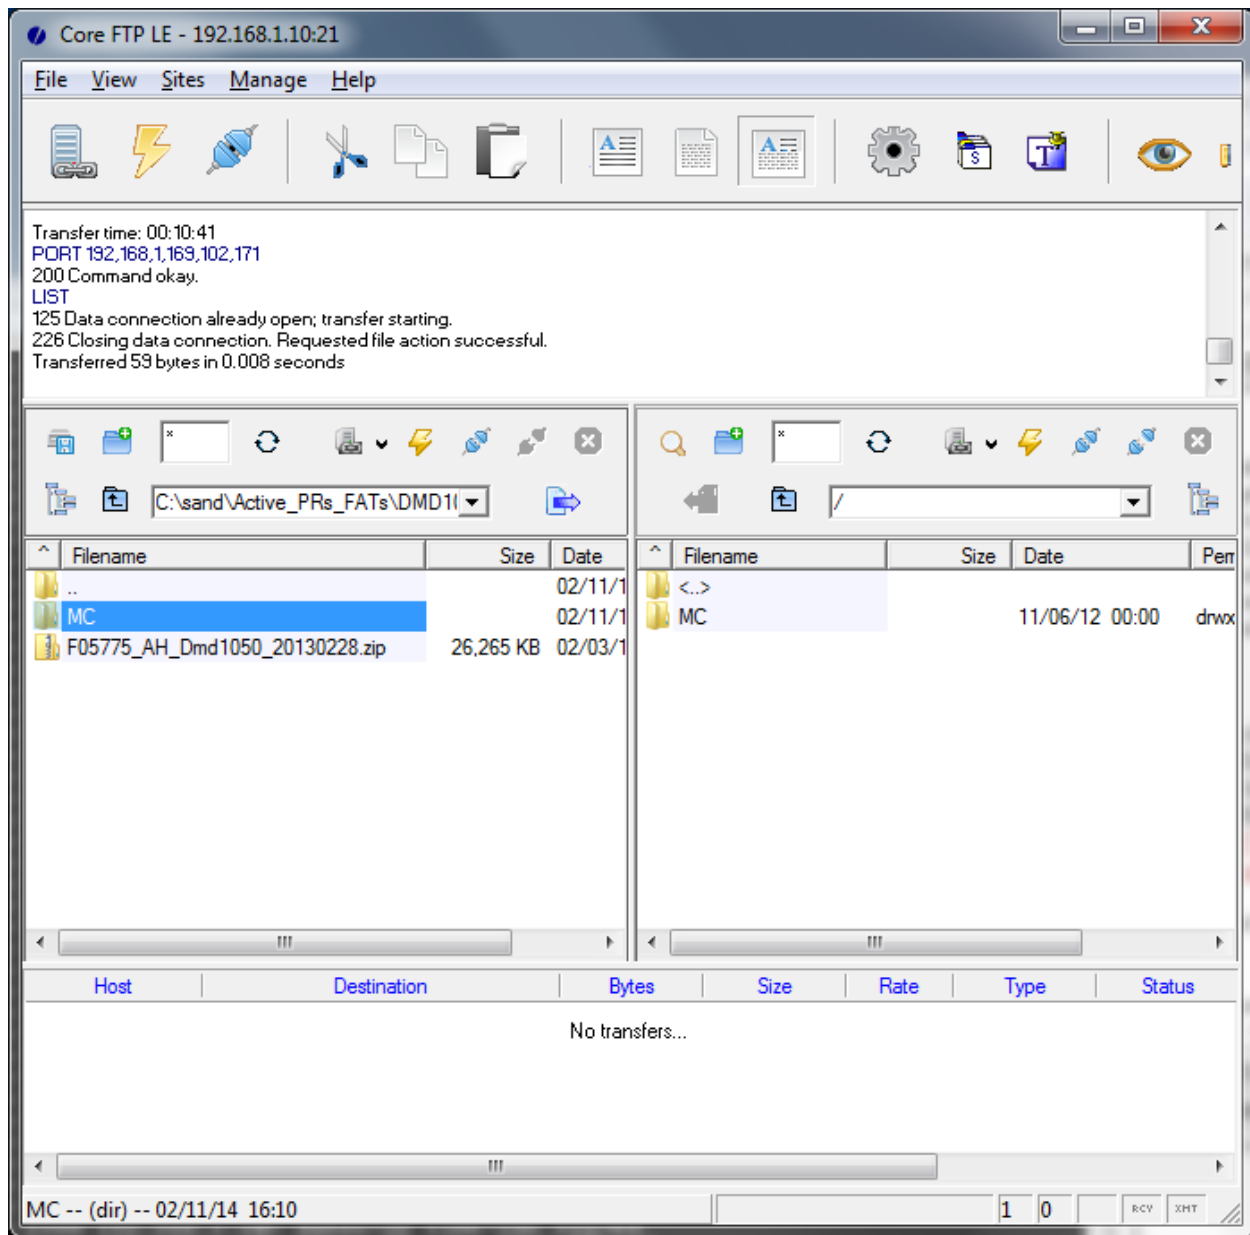 Core FTP LE - 192.168.1.10:21
File View Sites Manage Help
Transfer time: 00:10:41
PORT 192,168,1,169,102,171
200 Command okay.
LIST
125 Data connection already open; transfer starting.
226 Closing data connection. Requested file action successful.
Transferred 59 bytes in 0.008 seconds
* *
C:\sand\Active_PRs_FATs\DMD1( /
^ Filename Size Date ^ Filename Size Date Perm
.. 02/11/1 <..>
MC 02/11/1 MC 11/06/12 00:00 drwx
F05775_AH_Dmd1050_20130228.zip 26,265 KB 02/03/1
Host Destination Bytes Size Rate Type Status
No transfers...
MC -- (dir) -- 02/11/14 16:10 1 0 RCV XMT